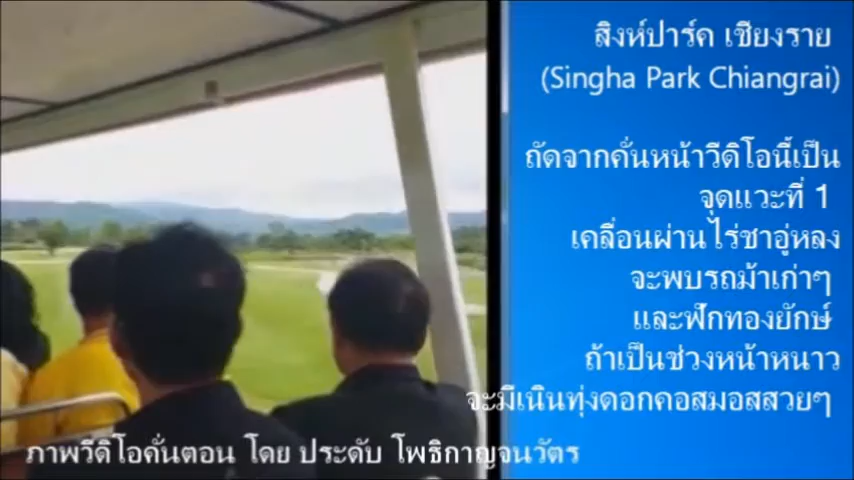 สิงห์ปาร์ค เชียงราย
(Singha Park Chiangrai)
ถัดจากคั่นหน้าวีดิโอนี้เป็น
จุดแวะที่ 1
เคลื่อนผ่านไร่ชาอู่หลง
จะพบรถม้าเก่าๆ
และฟักทองยักษ์
ถ้าเป็นช่วงหน้าหนาว
จะมีเนินทุ่งดอกคอสมอสสวยๆ
ภาพวีดิโอคั่นตอน โดย ประดับ โพธิกาญจนวัตร